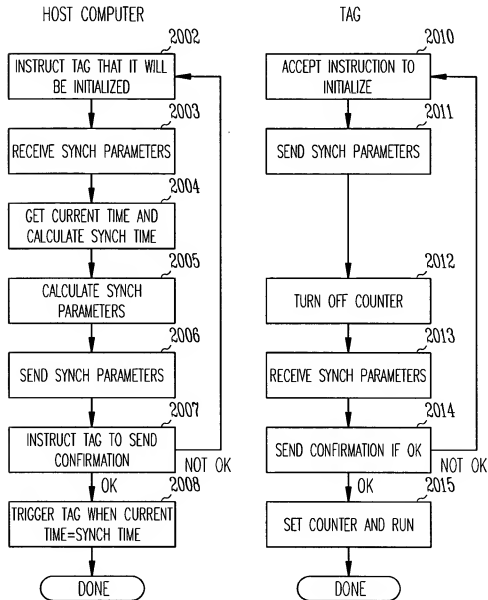 HOST COMPUTER
2002
INSTRUCT TAG THAT IT WILL
BE INITIALIZED
2003
RECEIVE SYNCH PARAMETERS
2004
GET CURRENT TIME AND
CALCULATE SYNCH TIME
2005
CALCULATE SYNCH
PARAMETERS
2006
SEND SYNCH PARAMETERS
2007
INSTRUCT TAG TO SEND
CONFIRMATION
NOT OK
OK
2008
TRIGGER TAG WHEN CURRENT
TIME=SYNCH TIME
DONE
TAG
2010
ACCEPT INSTRUCTION TO
INITIALIZE
2011
SEND SYNCH PARAMETERS
2012
TURN OFF COUNTER
2013
RECEIVE SYNCH PARAMETERS
2014
SEND CONFIRMATION IF OK
NOT OK
OK
2015
SET COUNTER AND RUN
DONE